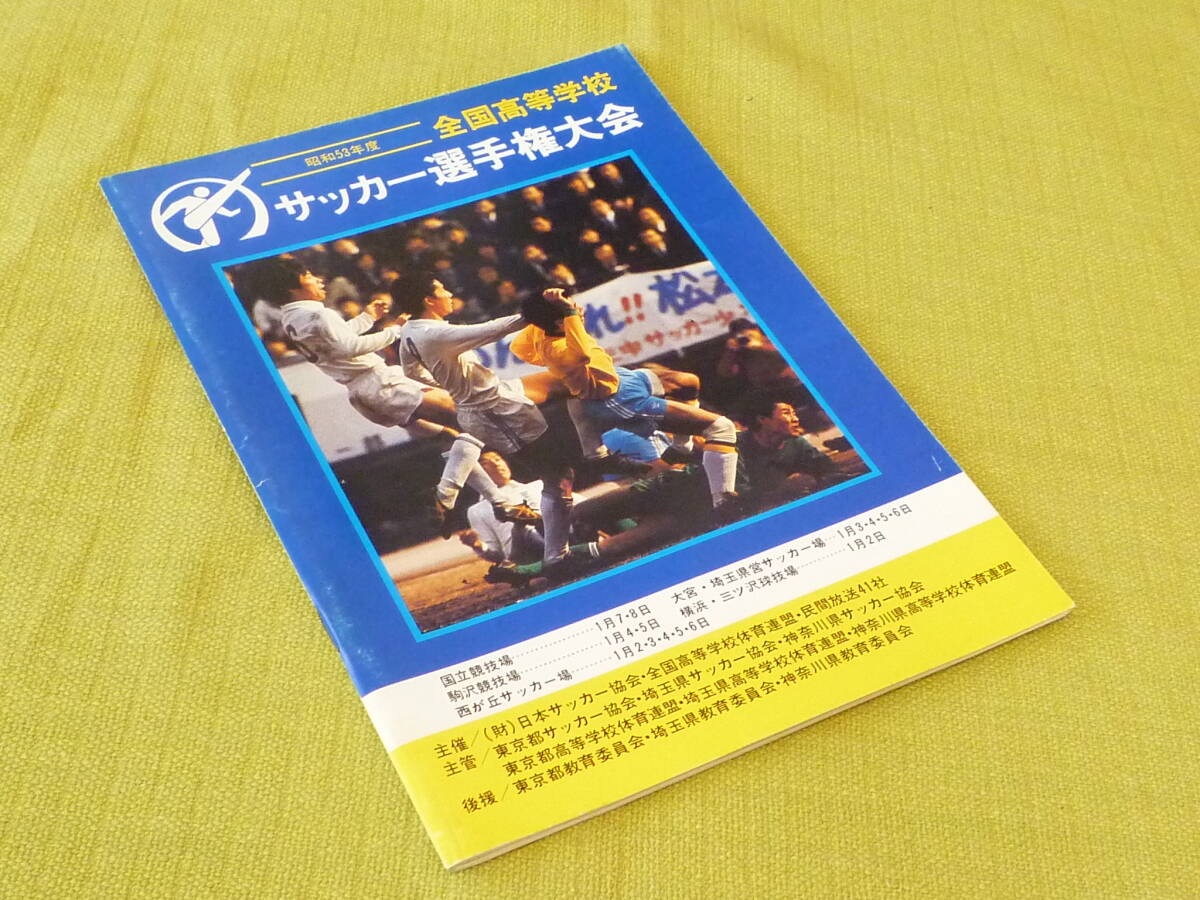 昭和53年度
全国高等学校
サッカー選手権大会
れ!!松
中サッカー
国立競技場……………1月7・8日
駒沢競技場……………1月4・5日
西が丘サッカー場………1月2・3・4・5・6日
大宮・埼玉県営サッカー場…1月3・4・5・6日
横浜・三ツ沢球技場…………1月2日
主催/(財)日本サッカー協会・全国高等学校体育連盟・民間放送41社
主管/東京都サッカー協会・埼玉県サッカー協会・神奈川県サッカー協会
東京都高等学校体育連盟・埼玉県高等学校体育連盟・神奈川県高等学校体育連盟
後援/東京都教育委員会・埼玉県教育委員会・神奈川県教育委員会